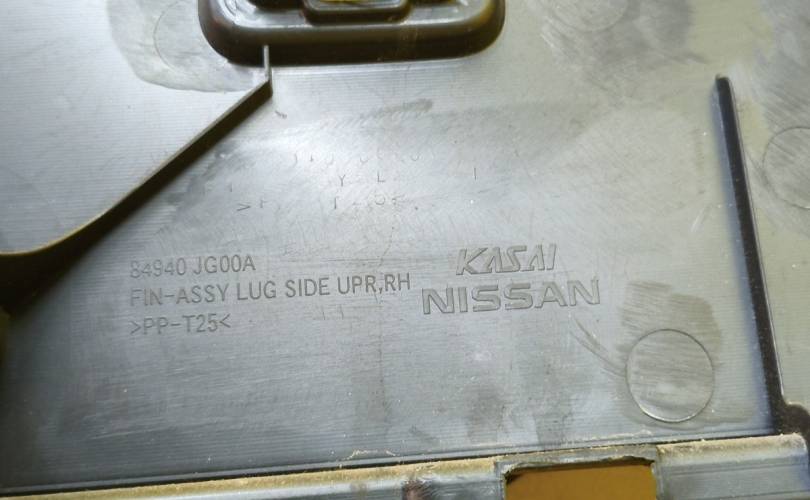 84940 JG00A
FIN-ASSY LUG SIDE UPR,RH
>PP-T25<
KASAI
NISSAN